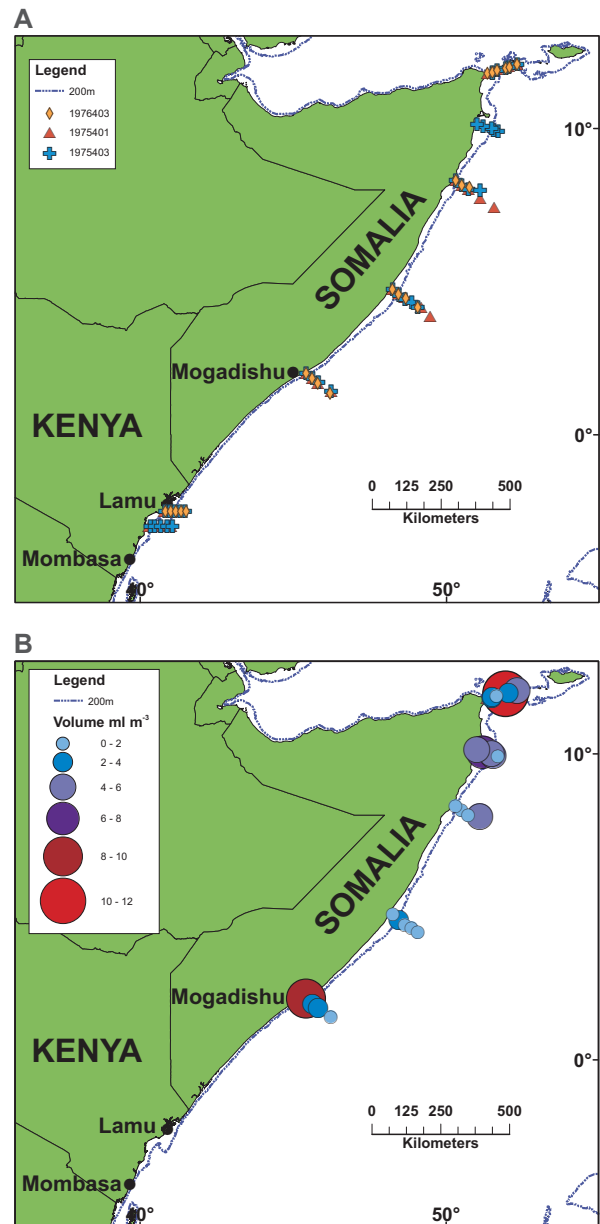 A
Legend
200m
1976403
1975401
1975403
10°
SOMALIA
Mogadishu
KENYA
0°
Lamu
0 125 250 500
Kilometers
Mombasa
40°
50°
B
Legend
200m
Volume ml m-3
0 - 2
2 - 4
4 - 6
6 - 8
8 - 10
10 - 12
10°
SOMALIA
Mogadishu
KENYA
0°
Lamu
0 125 250 500
Kilometers
Mombasa
40°
50°